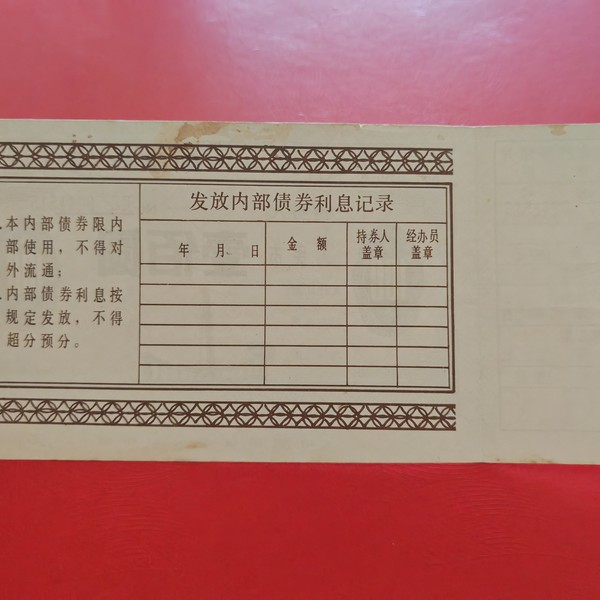 .本内部债券限内
部使用，不得对
外流通；
.内部债券利息按
规定发放，不得
超分预分。
发放内部债券利息记录
年 月 日 金 额 持券人盖章 经办员盖章